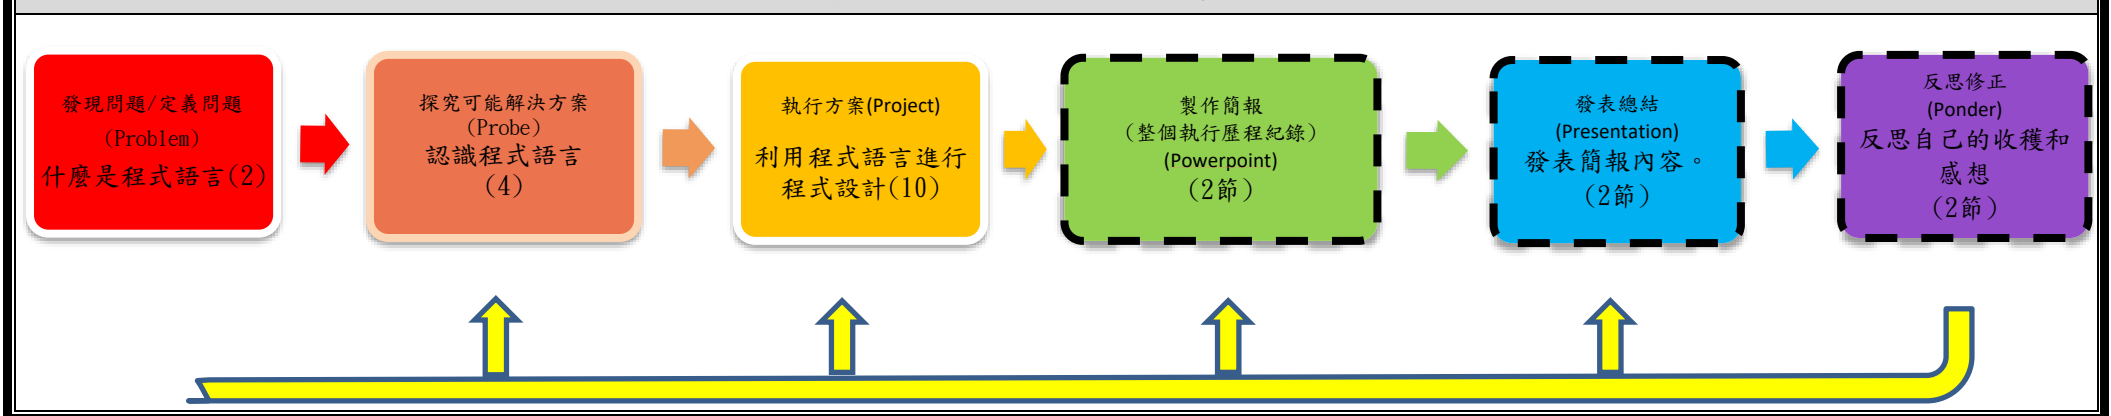 發現問題/定義問題
(Problem)
什麼是程式語言(2)
探究可能解決方案
(Probe)
認識程式語言
(4)
執行方案(Project)
利用程式語言進行
程式設計(10)
製作簡報
(整個執行歷程紀錄)
(Powerpoint)
(2節)
發表總結
(Presentation)
發表簡報內容。
(2節)
反思修正
(Ponder)
反思自己的收穫和
感想
(2節)